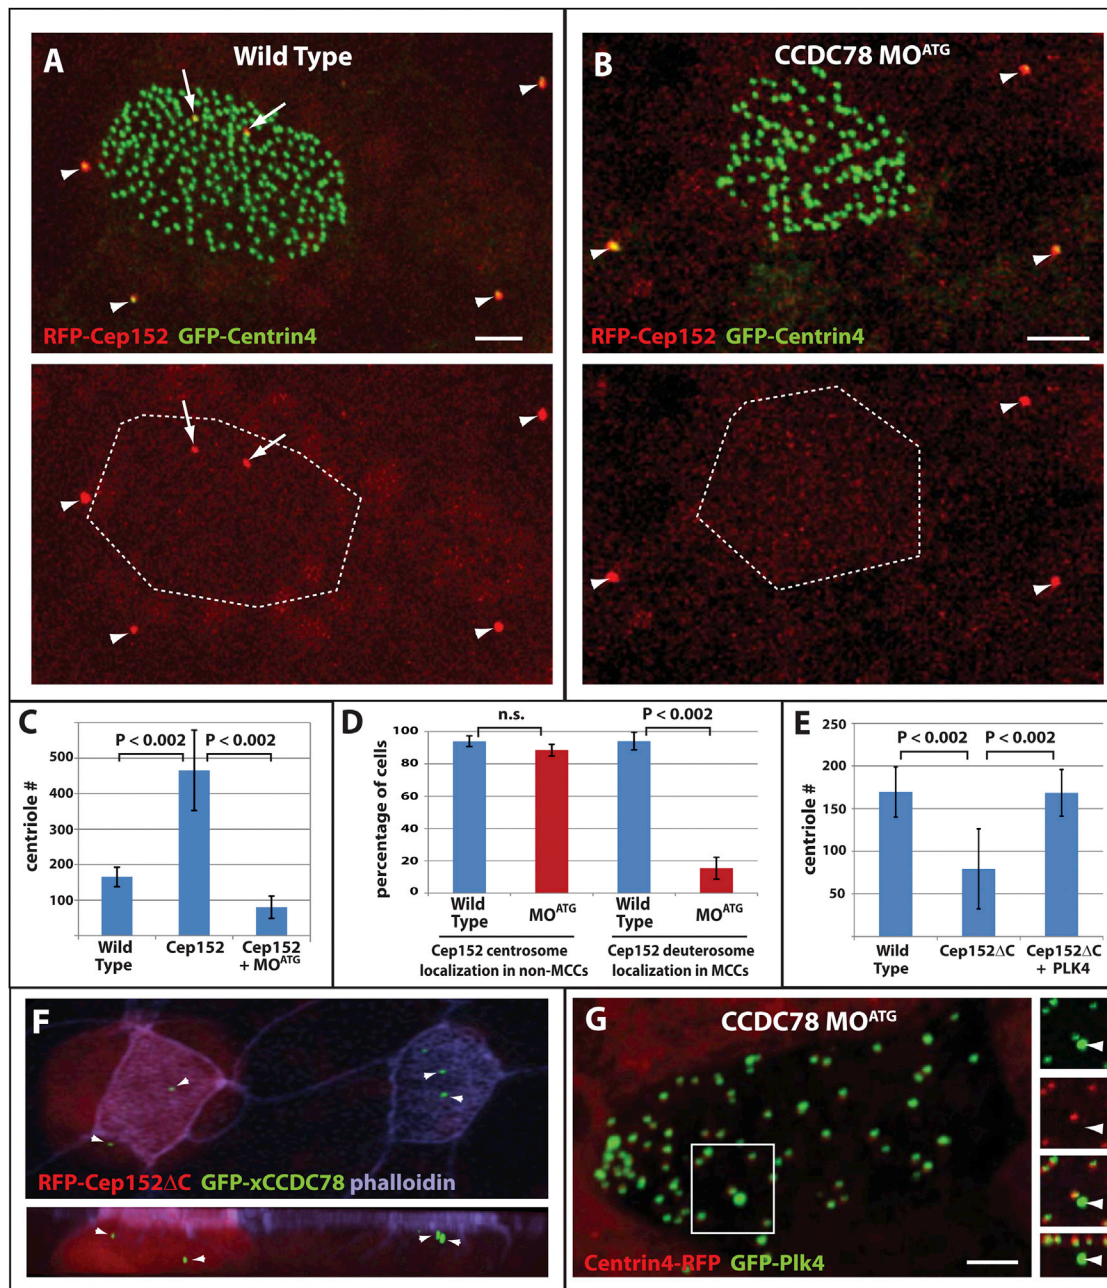 A
Wild Type
RFP-Cep152 GFP-Centrin4
B
CCDC78 MO^ATG
RFP-Cep152 GFP-Centrin4
C
centriole #
500
400
300
200
100
P < 0.002
P < 0.002
Wild Type
Cep152
Cep152 + MO^ATG
D
percentage of cells
100
80
60
40
20
0
n.s.
P < 0.002
Wild Type
MO^ATG
Wild Type
MO^ATG
Cep152 centrosome
localization in non-MCCs
Cep152 deuterosome
localization in MCCs
E
centriole #
250
200
150
100
50
P < 0.002
P < 0.002
Wild Type
Cep152ΔC
Cep152ΔC + PLK4
F
RFP-Cep152ΔC GFP-xCCDC78 phalloidin
G
CCDC78 MO^ATG
Centrin4-RFP GFP-Plk4